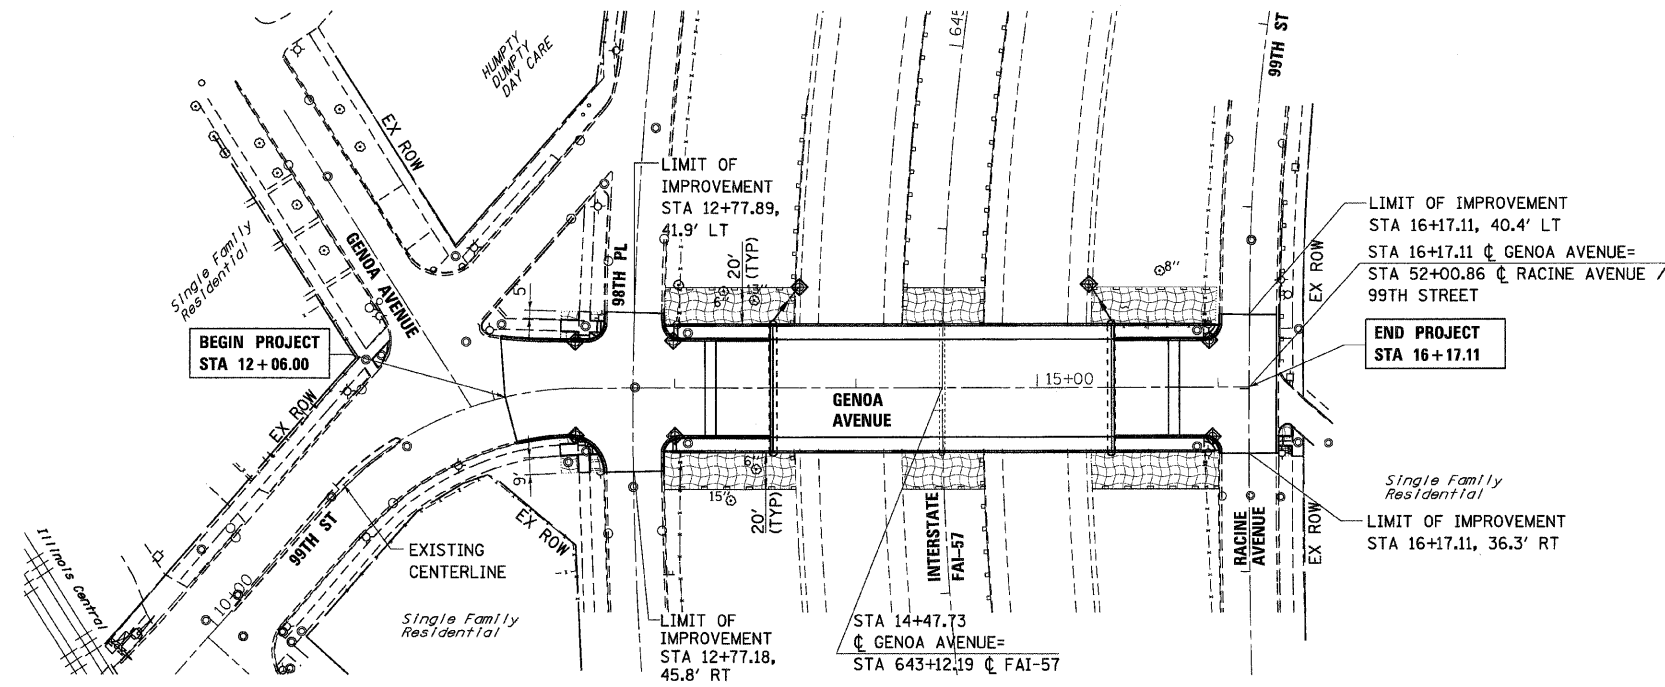 HUMPTY
DUMPTY
DAY CARE
EX ROW
645
99TH ST
LIMIT OF
IMPROVEMENT
STA 12+77.89,
41.9' LT
98TH PL
20'
(TYP)
8"
6"
LIMIT OF IMPROVEMENT
STA 16+17.11, 40.4' LT
STA 16+17.11 ℄ GENOA AVENUE=
STA 52+00.86 ℄ RACINE AVENUE /
99TH STREET
EX ROW
Single Family
Residential
GENOA AVENUE
5'
BEGIN PROJECT
STA 12+06.00
END PROJECT
STA 16+17.11
15+00
GENOA
AVENUE
EX ROW
6"
15"
9'
20'
(TYP)
EX ROW
99TH ST
EXISTING
CENTERLINE
10+00
Illinois Central
Single Family
Residential
INTERSTATE
FAI-57
RACINE
AVENUE
EX ROW
Single Family
Residential
LIMIT OF IMPROVEMENT
STA 16+17.11, 36.3' RT
LIMIT OF
IMPROVEMENT
STA 12+77.18,
45.8' RT
STA 14+47.73
℄ GENOA AVENUE=
STA 643+12.19 ℄ FAI-57